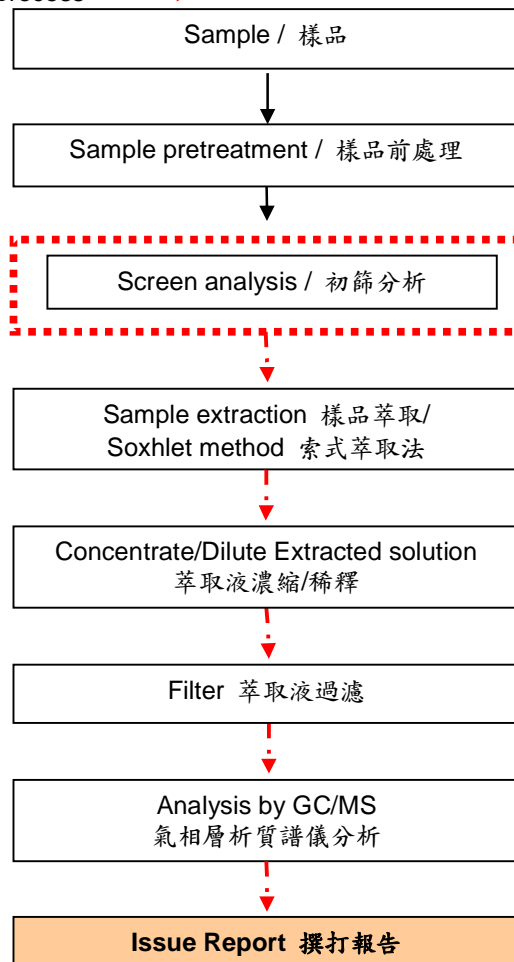 Sample / 樣品
Sample pretreatment / 樣品前處理
Screen analysis / 初篩分析
Sample extraction 樣品萃取/
Soxhlet method 索式萃取法
Concentrate/Dilute Extracted solution
萃取液濃縮/稀釋
Filter 萃取液過濾
Analysis by GC/MS
氣相層析質譜儀分析
Issue Report 撰打報告